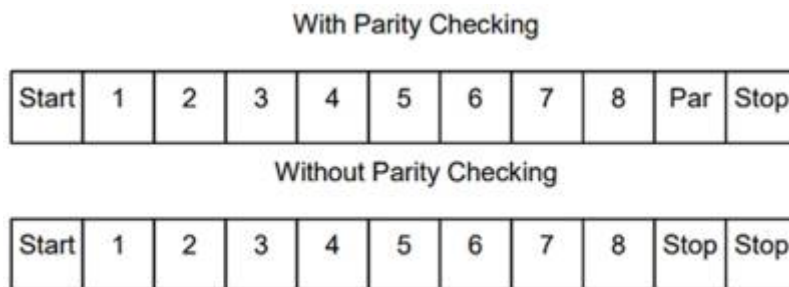 With Parity Checking
Start 1 2 3 4 5 6 7 8 Par Stop
Without Parity Checking
Start 1 2 3 4 5 6 7 8 Stop Stop